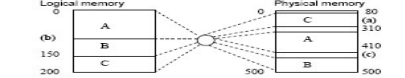 Logical memory
Physical memory
0
A
(b)
B
150
C
200
0
80
C
(a)
310
A
410
(c)
B
500
500